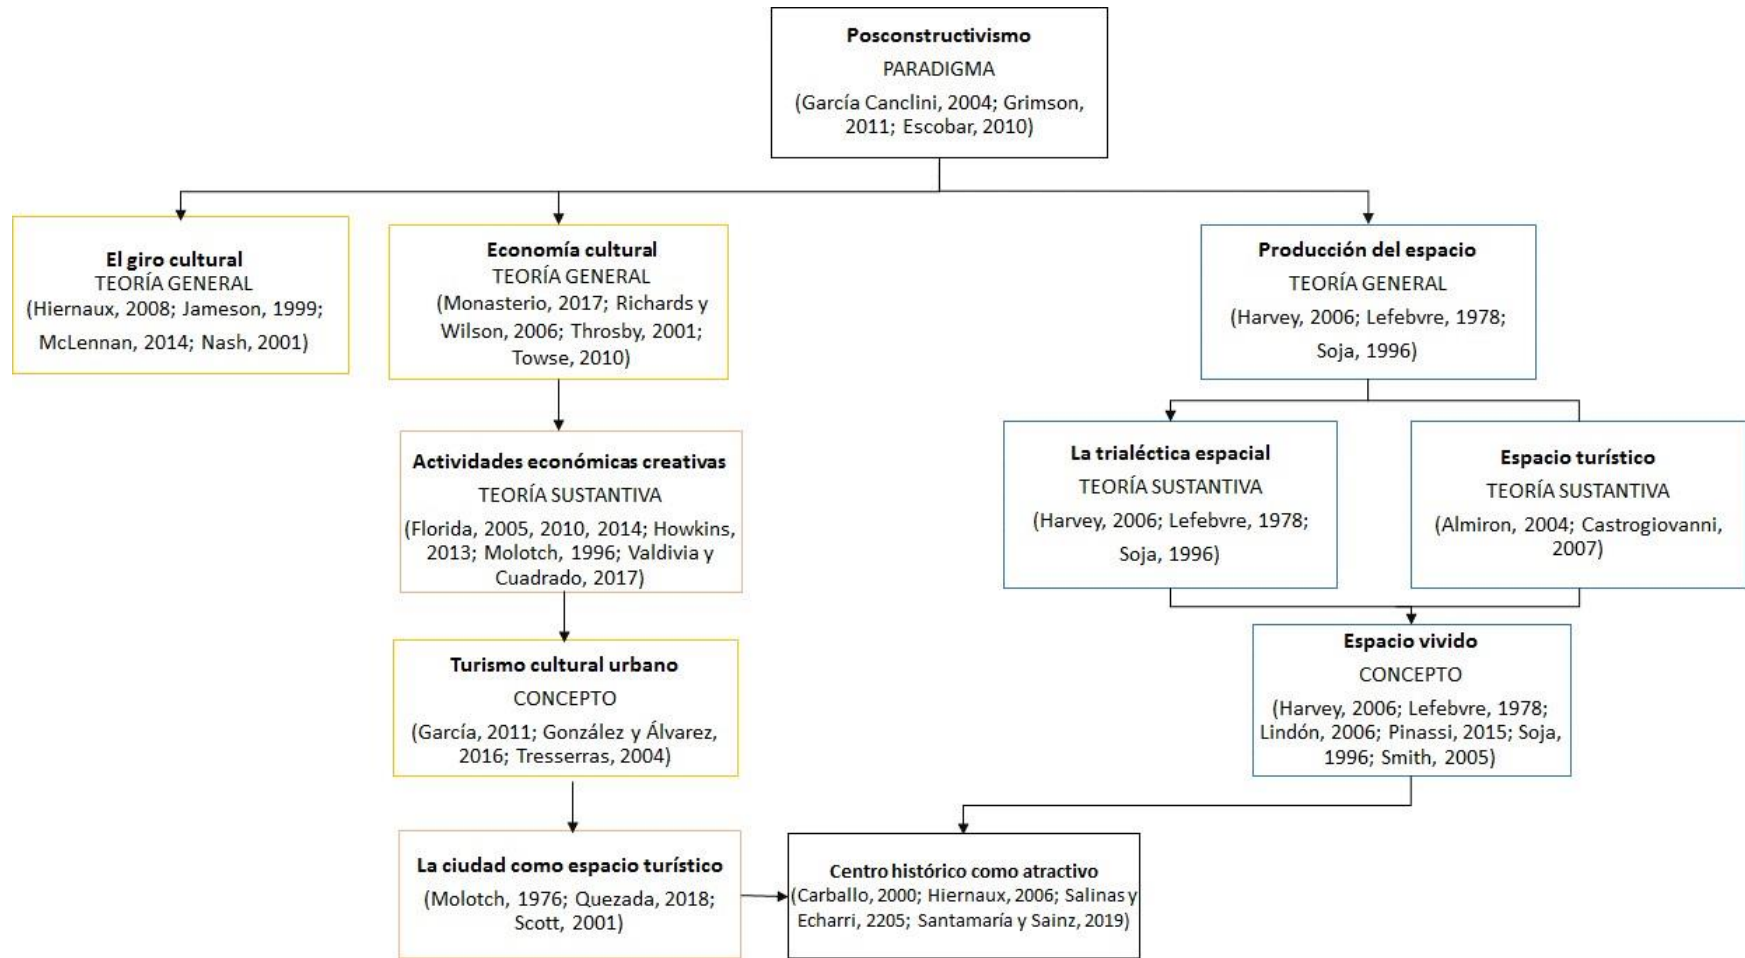 Posconstructivismo
PARADIGMA
(García Canclini, 2004; Grimson,
2011; Escobar, 2010)
El giro cultural
TEORÍA GENERAL
(Hiernaux, 2008; Jameson, 1999;
McLennan, 2014; Nash, 2001)
Economía cultural
TEORÍA GENERAL
(Monasterio, 2017; Richards y
Wilson, 2006; Throsby, 2001;
Towse, 2010)
Producción del espacio
TEORÍA GENERAL
(Harvey, 2006; Lefebvre, 1978;
Soja, 1996)
Actividades económicas creativas
TEORÍA SUSTANTIVA
(Florida, 2005, 2010, 2014; Howkins,
2013; Molotch, 1996; Valdivia y
Cuadrado, 2017)
La trialéctica espacial
TEORÍA SUSTANTIVA
(Harvey, 2006; Lefebvre, 1978;
Soja, 1996)
Espacio turístico
TEORÍA SUSTANTIVA
(Almiron, 2004; Castrogiovanni,
2007)
Turismo cultural urbano
CONCEPTO
(García, 2011; González y Álvarez,
2016; Tresserras, 2004)
Espacio vivido
CONCEPTO
(Harvey, 2006; Lefebvre, 1978;
Lindón, 2006; Pinassi, 2015; Soja,
1996; Smith, 2005)
La ciudad como espacio turístico
(Molotch, 1976; Quezada, 2018;
Scott, 2001)
Centro histórico como atractivo
(Carballo, 2000; Hiernaux, 2006; Salinas y
Echarri, 2205; Santamaría y Sainz, 2019)